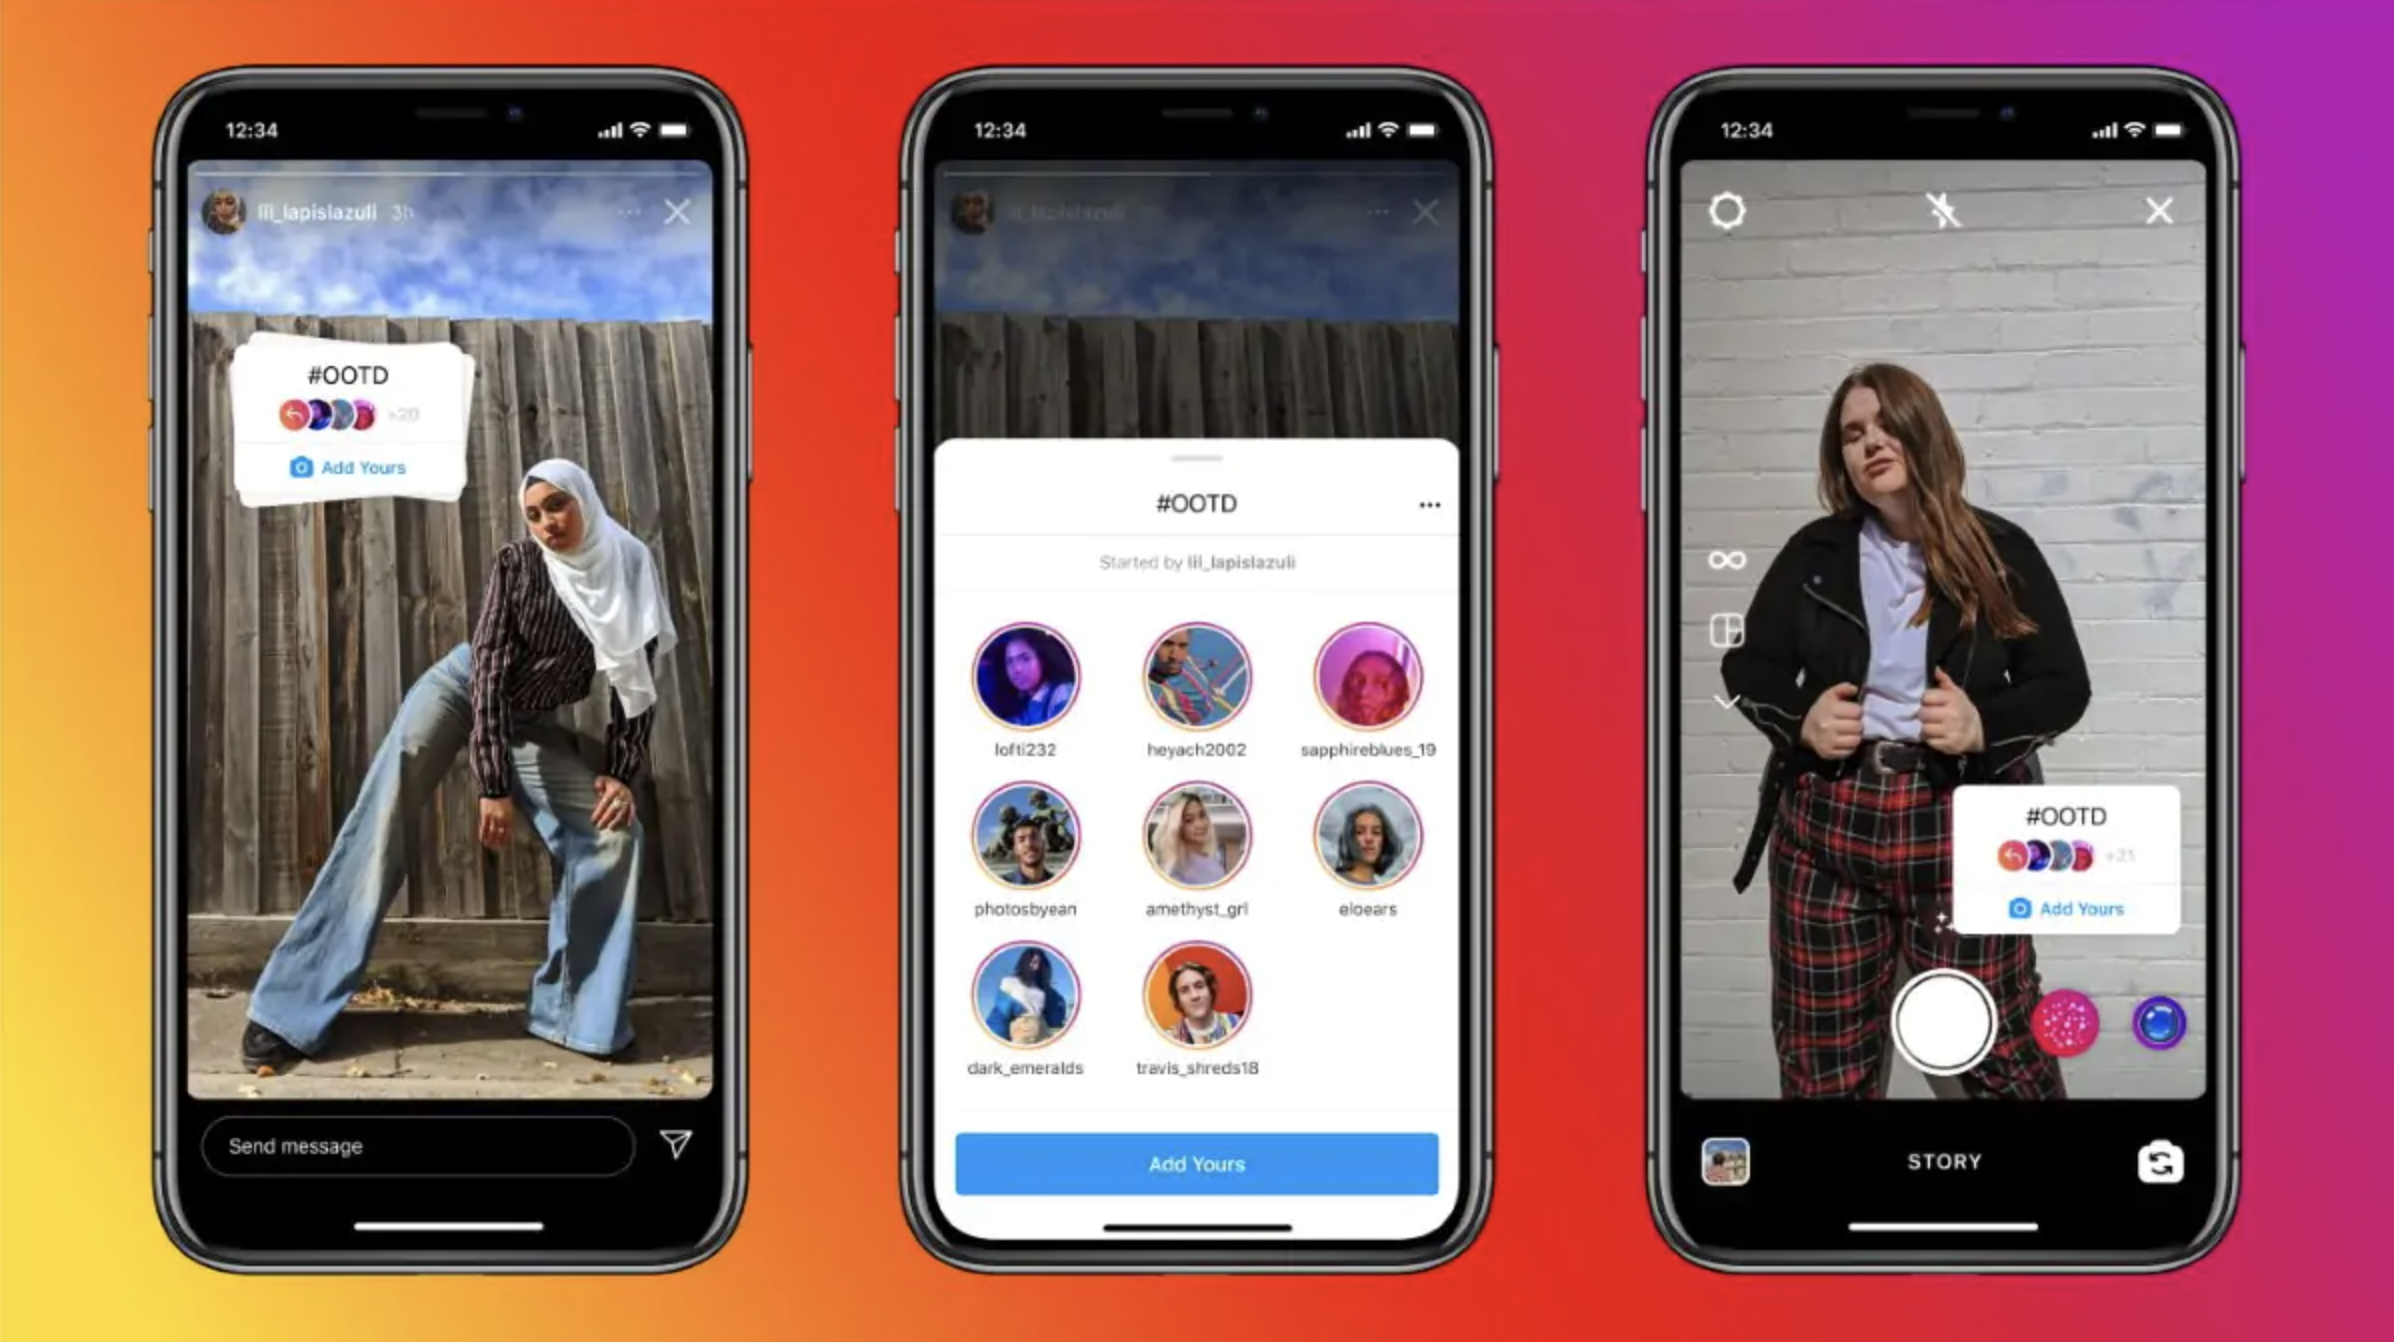 12:34
lil_lapislazuli 3h
#OOTD
+20
Add Yours
Send message
12:34
#OOTD
Started by lil_lapislazuli
lofti232
heyach2002
sapphireblues_19
photosbyean
amethyst_grl
eloears
dark_emeralds
travis_shreds18
Add Yours
12:34
#OOTD
+21
Add Yours
STORY